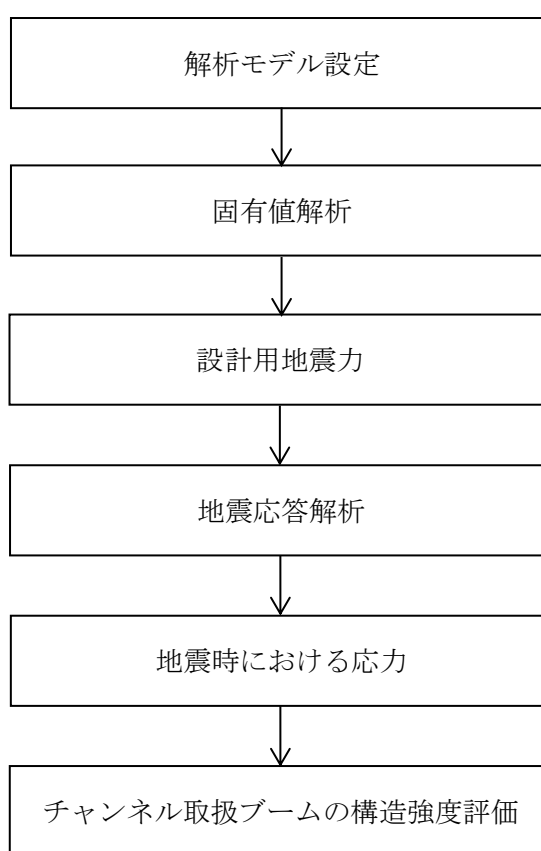 解析モデル設定
固有値解析
設計用地震力
地震応答解析
地震時における応力
チャンネル取扱ブームの構造強度評価